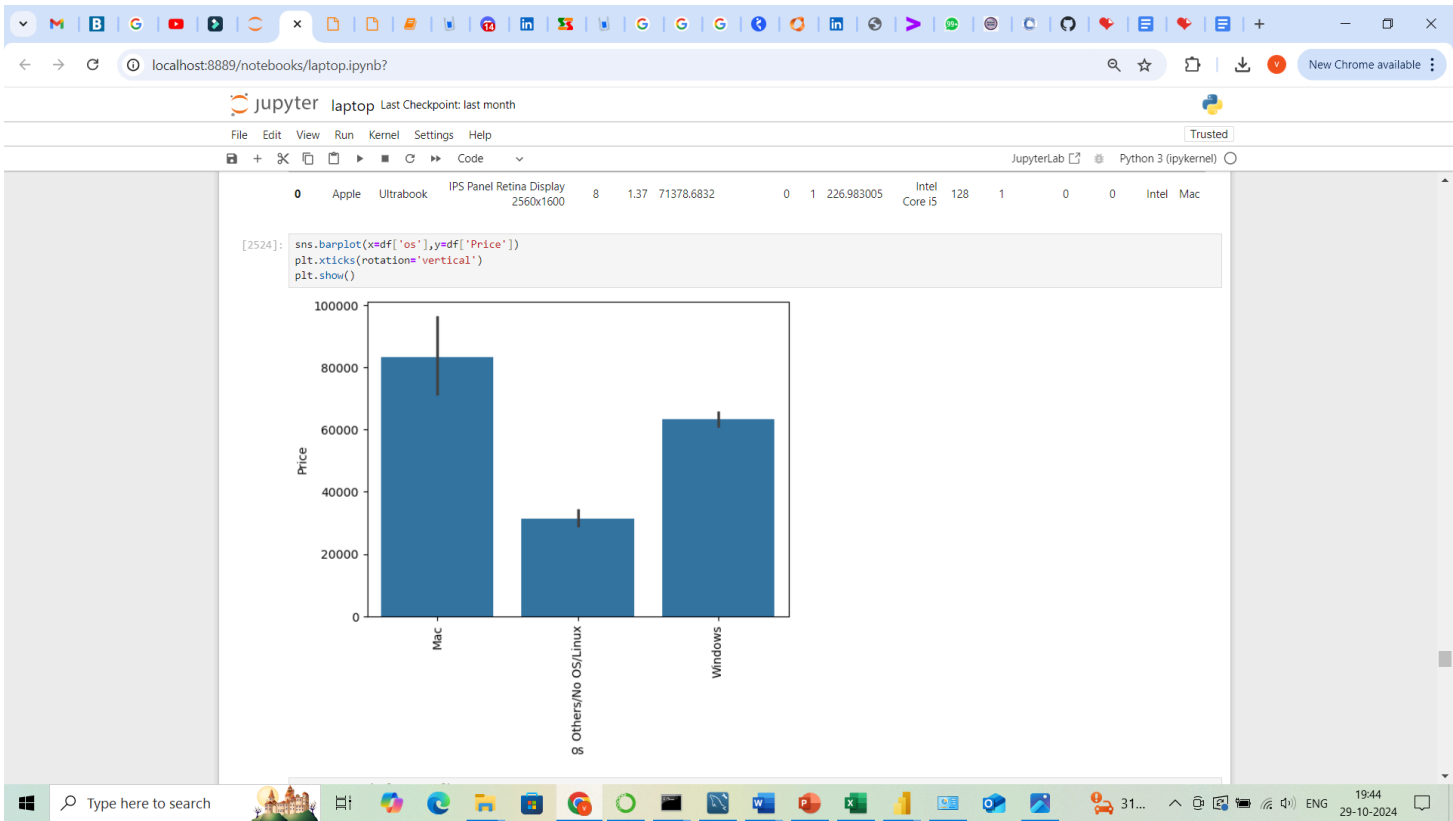 localhost:8889/notebooks/laptop.ipynb?
New Chrome available
jupyter laptop Last Checkpoint: last month
File Edit View Run Kernel Settings Help
Trusted
Code
JupyterLab
Python 3 (ipykernel)
0 Apple Ultrabook IPS Panel Retina Display 8 1.37 71378.6832 0 1 226.983005 Intel 128 1 0 0 Intel Mac
2560x1600 Core i5
[2524]: sns.barplot(x=df['os'],y=df['Price'])
plt.xticks(rotation='vertical')
plt.show()
100000
80000
60000
40000
20000
0
Price
Mac
Others/No OS/Linux
Windows
os
Type here to search
31...
ENG
19:44
29-10-2024
14
99+